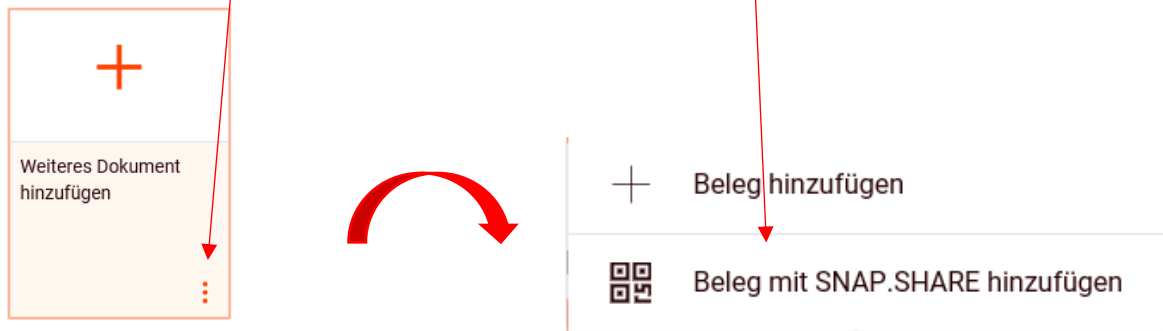 Weiteres Dokument
hinzufügen
Beleg hinzufügen
Beleg mit SNAP.SHARE hinzufügen